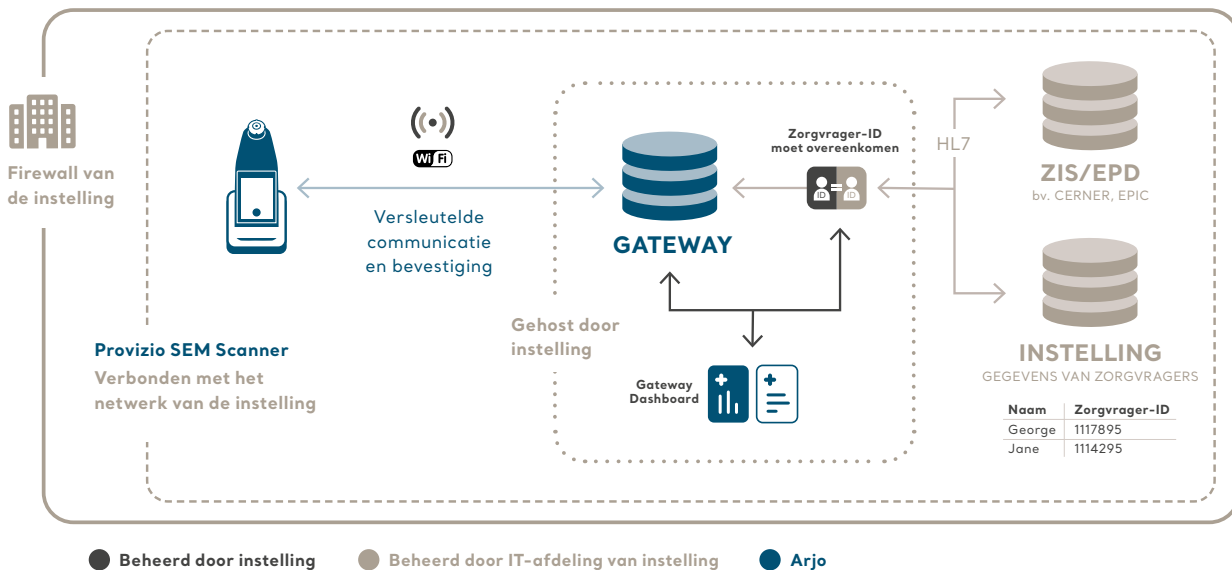 Firewall van
de instelling
WiFi
Versleutelde
communicatie
en bevestiging
Provizio SEM Scanner
Verbonden met het
netwerk van de instelling
GATEWAY
Zorgvrager-ID
moet overeenkomen
ID = ID
Gehost door
instelling
Gateway
Dashboard
HL7
ZIS/EPD
bv. CERNER, EPIC
INSTELLING
GEGEVENS VAN ZORGVRAGERS
Naam Zorgvrager-ID
George 1117895
Jane 1114295
Beheerd door instelling
Beheerd door IT-afdeling van instelling
Arjo